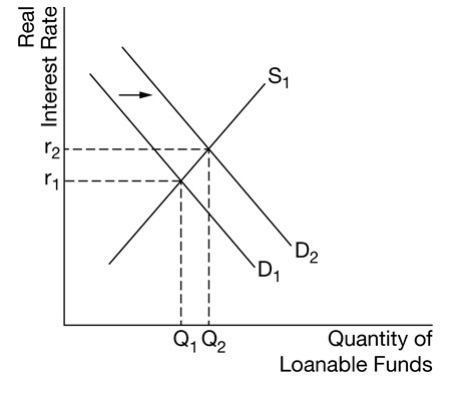 Real
Interest Rate
S1
r2
r1
D2
D1
Q1 Q2
Quantity of
Loanable Funds